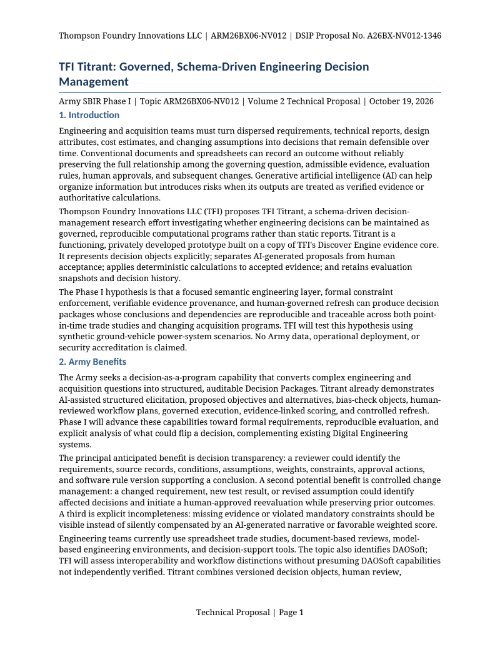 Thompson Foundry Innovations LLC | ARM26BX06-NV012 | DSIP Proposal No. A26BX-NV012-1346
TFI Titrant: Governed, Schema-Driven Engineering Decision
Management
Army SBIR Phase I | Topic ARM26BX06-NV012 | Volume 2 Technical Proposal | October 19, 2026
1. Introduction
Engineering and acquisition teams must turn dispersed requirements, technical reports, design
attributes, cost estimates, and changing assumptions into decisions that remain defensible over
time. Conventional documents and spreadsheets can record an outcome without reliably
preserving the full relationship among the governing question, admissible evidence, evaluation
rules, human approvals, and subsequent changes. Generative artificial intelligence (AI) can help
organize information but introduces risks when its outputs are treated as verified evidence or
authoritative calculations.
Thompson Foundry Innovations LLC (TFI) proposes TFI Titrant, a schema-driven decision-
management research effort investigating whether engineering decisions can be maintained as
governed, reproducible computational programs rather than static reports. Titrant is a
functioning, privately developed prototype built on a copy of TFI's Discover Engine evidence core.
It represents decision objects explicitly; separates AI-generated proposals from human
acceptance; applies deterministic calculations to accepted evidence; and retains evaluation
snapshots and decision history.
The Phase I hypothesis is that a focused semantic engineering layer, formal constraint
enforcement, verifiable evidence provenance, and human-governed refresh can produce decision
packages whose conclusions and dependencies are reproducible and traceable across both point-
in-time trade studies and changing acquisition programs. TFI will test this hypothesis using
synthetic ground-vehicle power-system scenarios. No Army data, operational deployment, or
security accreditation is claimed.
2. Army Benefits
The Army seeks a decision-as-a-program capability that converts complex engineering and
acquisition questions into structured, auditable Decision Packages. Titrant already demonstrates
AI-assisted structured elicitation, proposed objectives and alternatives, bias-check objects, human-
reviewed workflow plans, governed execution, evidence-linked scoring, and controlled refresh.
Phase I will advance these capabilities toward formal requirements, reproducible evaluation, and
explicit analysis of what could flip a decision, complementing existing Digital Engineering
systems.
The principal anticipated benefit is decision transparency: a reviewer could identify the
requirements, source records, conditions, assumptions, weights, constraints, approval actions,
and software rule version supporting a conclusion. A second potential benefit is controlled change
management: a changed requirement, new test result, or revised assumption could identify
affected decisions and initiate a human-approved reevaluation while preserving prior outcomes.
A third is explicit incompleteness: missing evidence or violated mandatory constraints should be
visible instead of silently compensated by an AI-generated narrative or favorable weighted score.
Engineering teams currently use spreadsheet trade studies, document-based reviews, model-
based engineering environments, and decision-support tools. The topic also identifies DAOSoft;
TFI will assess interoperability and workflow distinctions without presuming DAOSoft capabilities
not independently verified. Titrant combines versioned decision objects, human review,
Technical Proposal | Page 1